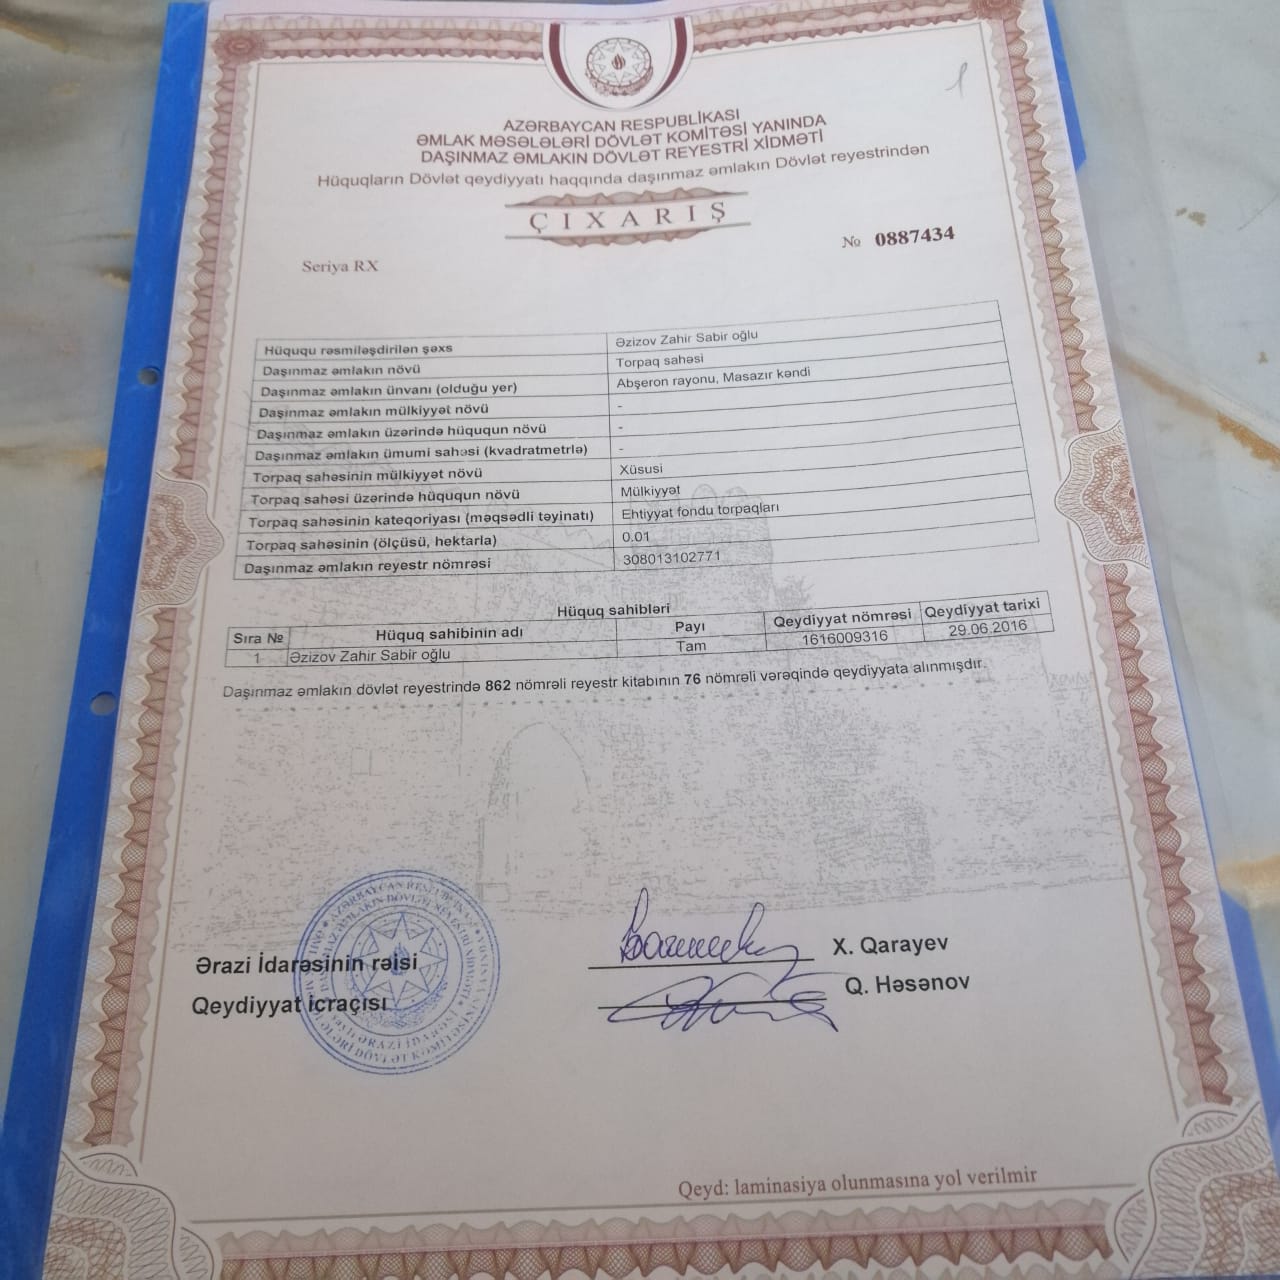 AZƏRBAYCAN RESPUBLİKASI
ƏMLAK MƏSƏLƏLƏRİ DÖVLƏT KOMİTƏSİ YANINDA
DAŞINMAZ ƏMLAKIN DÖVLƏT REYESTRİ XİDMƏTİ
Hüquqların Dövlət qeydiyyatı haqqında daşınmaz əmlakın Dövlət reyestrindən
ÇIXARIŞ
№ 0887434
Seriya RX
Hüququ rəsmiləşdirilən şəxs Əzizov Zahir Sabir oğlu
Daşınmaz əmlakın növü Torpaq sahəsi
Daşınmaz əmlakın ünvanı (olduğu yer) Abşeron rayonu, Masazır kəndi
Daşınmaz əmlakın mülkiyyət növü -
Daşınmaz əmlakın üzərində hüququn növü -
Daşınmaz əmlakın ümumi sahəsi (kvadratmetrlə) -
Torpaq sahəsinin mülkiyyət növü Xüsusi
Torpaq sahəsi üzərində hüququn növü Mülkiyyət
Torpaq sahəsinin kateqoriyası (məqsədli təyinatı) Ehtiyyat fondu torpaqları
Torpaq sahəsinin (ölçüsü, hektarla) 0.01
Daşınmaz əmlakın reyestr nömrəsi 308013102771
Hüquq sahibləri
Sıra № Hüquq sahibinin adı Payı Qeydiyyat nömrəsi Qeydiyyat tarixi
1 Əzizov Zahir Sabir oğlu Tam 1616009316 29.06.2016
Daşınmaz əmlakın dövlət reyestrində 862 nömrəli reyestr kitabının 76 nömrəli vərəqində qeydiyyata alınmışdır.
Ərazi İdarəsinin rəisi X. Qarayev
Qeydiyyat icraçısı Q. Həsənov
Qeyd: laminasiya olunmasına yol verilmir